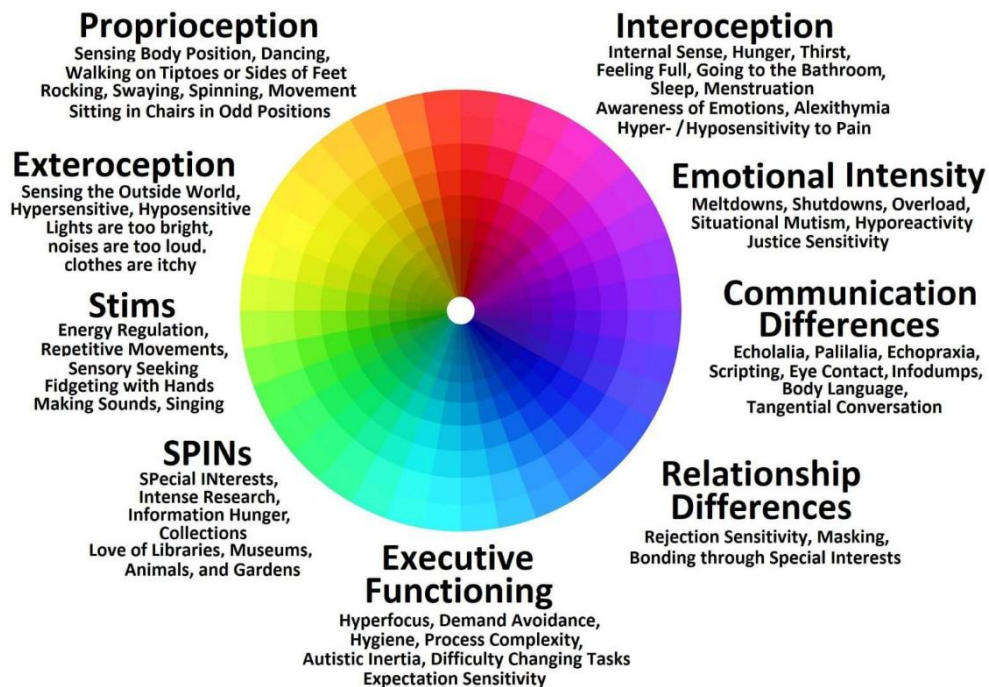 Proprioception
Sensing Body Position, Dancing,
Walking on Tiptoes or Sides of Feet
Rocking, Swaying, Spinning, Movement
Sitting in Chairs in Odd Positions
Interoception
Internal Sense, Hunger, Thirst,
Feeling Full, Going to the Bathroom,
Sleep, Menstruation
Awareness of Emotions, Alexithymia
Hyper- /Hyposensitivity to Pain
Exteroception
Sensing the Outside World,
Hypersensitive, Hyposensitive
Lights are too bright,
noises are too loud,
clothes are itchy
Emotional Intensity
Meltdowns, Shutdowns, Overload,
Situational Mutism, Hyporeactivity
Justice Sensitivity
Stims
Energy Regulation,
Repetitive Movements,
Sensory Seeking
Fidgeting with Hands
Making Sounds, Singing
Communication
Differences
Echolalia, Palilalia, Echopraxia,
Scripting, Eye Contact, Infodumps,
Body Language,
Tangential Conversation
SPINs
SPecial INterests,
Intense Research,
Information Hunger,
Collections
Love of Libraries, Museums,
Animals, and Gardens
Relationship
Differences
Rejection Sensitivity, Masking,
Bonding through Special Interests
Executive
Functioning
Hyperfocus, Demand Avoidance,
Hygiene, Process Complexity,
Autistic Inertia, Difficulty Changing Tasks
Expectation Sensitivity